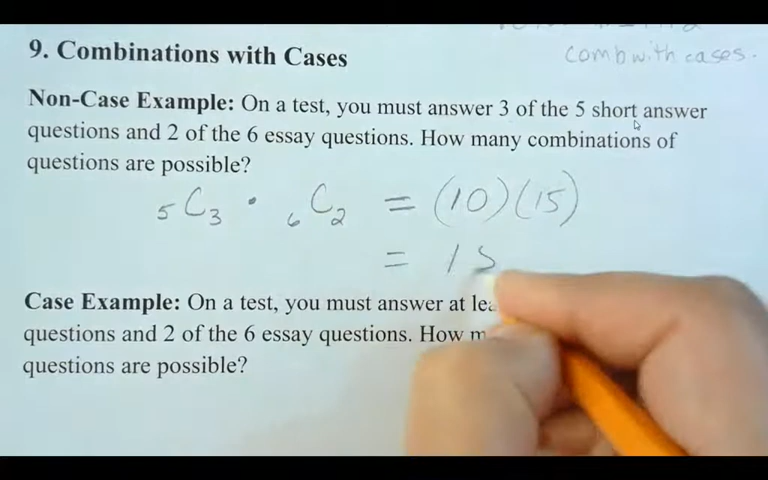 comb with cases.
9. Combinations with Cases
Non-Case Example: On a test, you must answer 3 of the 5 short answer
questions and 2 of the 6 essay questions. How many combinations of
questions are possible?
₅C₃ · ₆C₂ = (10)(15)
= 15
Case Example: On a test, you must answer at
questions and 2 of the 6 essay questions. How
questions are possible?